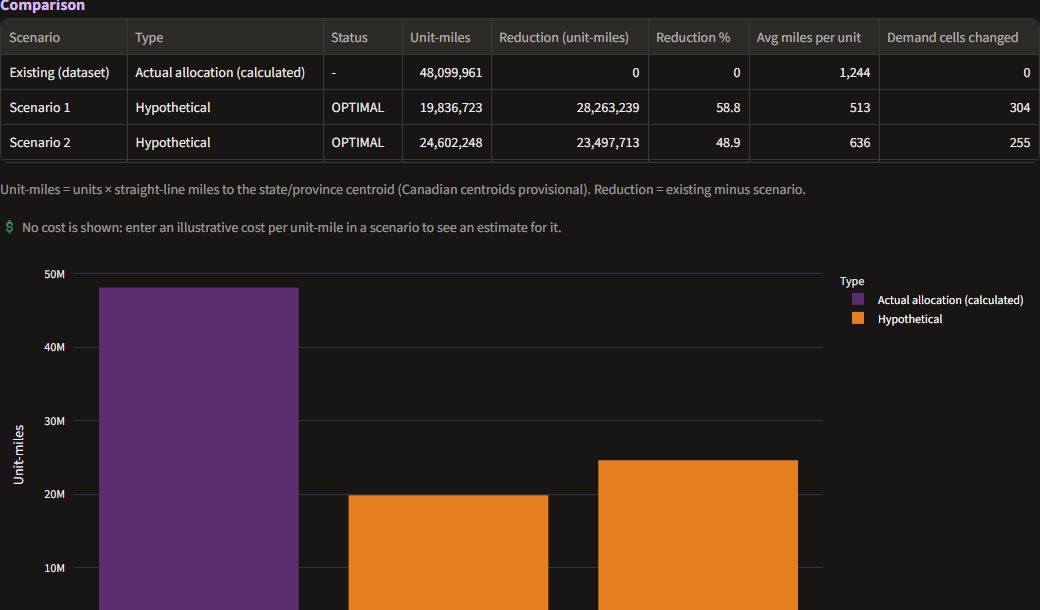 Comparison
Scenario Type Status Unit-miles Reduction (unit-miles) Reduction % Avg miles per unit Demand cells changed
Existing (dataset) Actual allocation (calculated) - 48,099,961 0 0 1,244 0
Scenario 1 Hypothetical OPTIMAL 19,836,723 28,263,239 58.8 513 304
Scenario 2 Hypothetical OPTIMAL 24,602,248 23,497,713 48.9 636 255
Unit-miles = units × straight-line miles to the state/province centroid (Canadian centroids provisional). Reduction = existing minus scenario.
$ No cost is shown: enter an illustrative cost per unit-mile in a scenario to see an estimate for it.
50M
40M
30M
20M
10M
Unit-miles
Type
Actual allocation (calculated)
Hypothetical